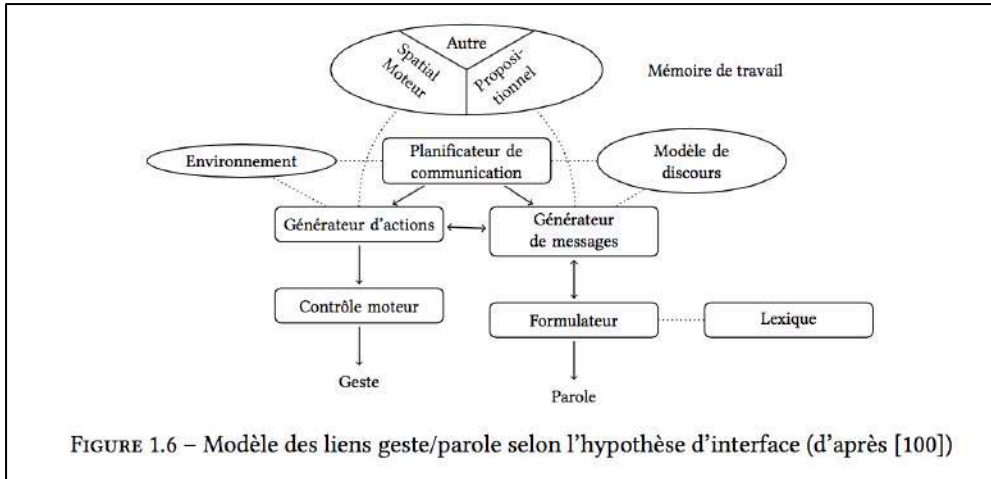 Autre
Spatial
Moteur
Proposi-
tionnel
Mémoire de travail
Environnement
Planificateur de
communication
Modèle de
discours
Générateur d'actions
Générateur
de messages
Contrôle moteur
Formulateur
Lexique
Geste
Parole
FIGURE 1.6 – Modèle des liens geste/parole selon l'hypothèse d'interface (d'après [100])